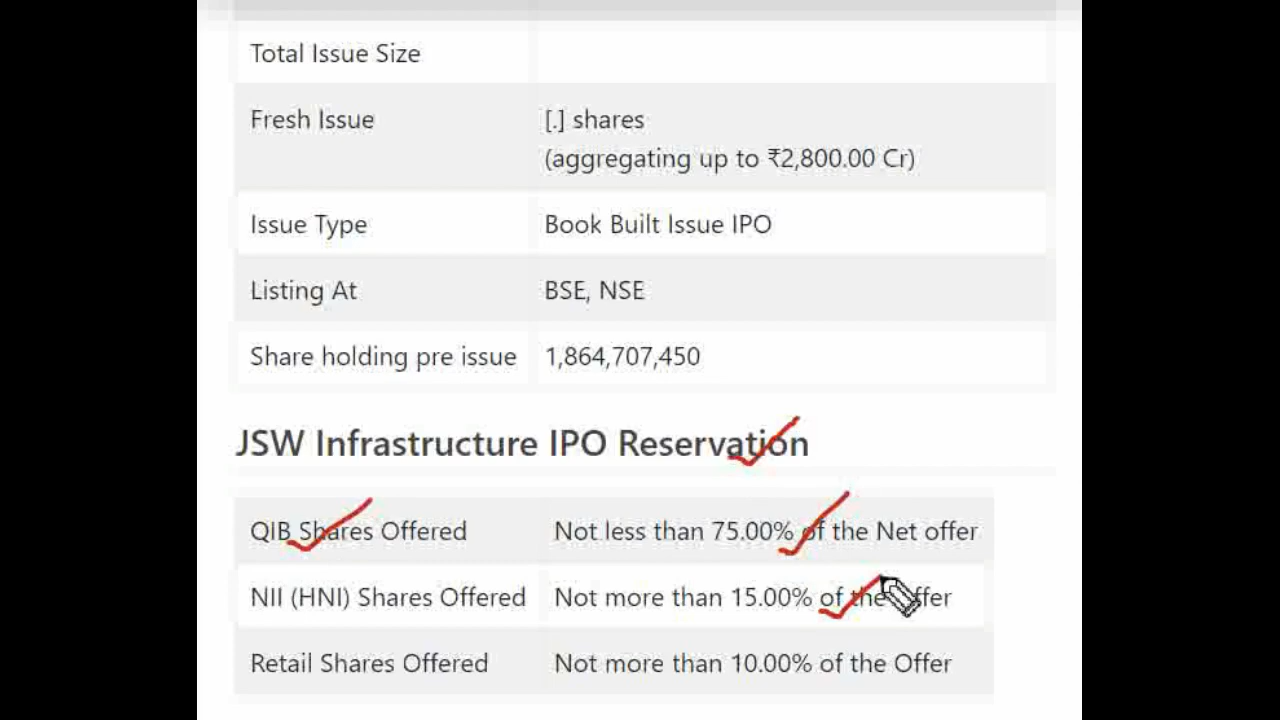 Total Issue Size
Fresh Issue [.] shares
(aggregating up to ₹2,800.00 Cr)
Issue Type Book Built Issue IPO
Listing At BSE, NSE
Share holding pre issue 1,864,707,450
JSW Infrastructure IPO Reservation
QIB Shares Offered Not less than 75.00% of the Net offer
NII (HNI) Shares Offered Not more than 15.00% of the Offer
Retail Shares Offered Not more than 10.00% of the Offer